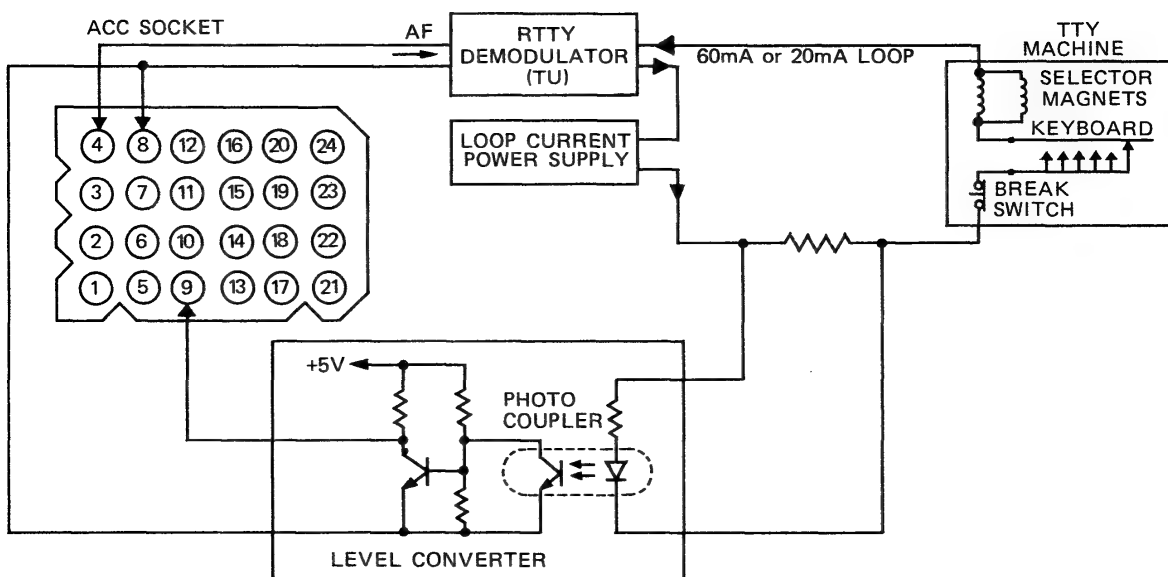 ACC SOCKET
AF
RTTY
DEMODULATOR
(TU)
60mA or 20mA LOOP
TTY
MACHINE
SELECTOR
MAGNETS
KEYBOARD
BREAK
SWITCH
LOOP CURRENT
POWER SUPPLY
4 8 12 16 20 24
3 7 11 15 19 23
2 6 10 14 18 22
1 5 9 13 17 21
+5V
PHOTO
COUPLER
LEVEL CONVERTER